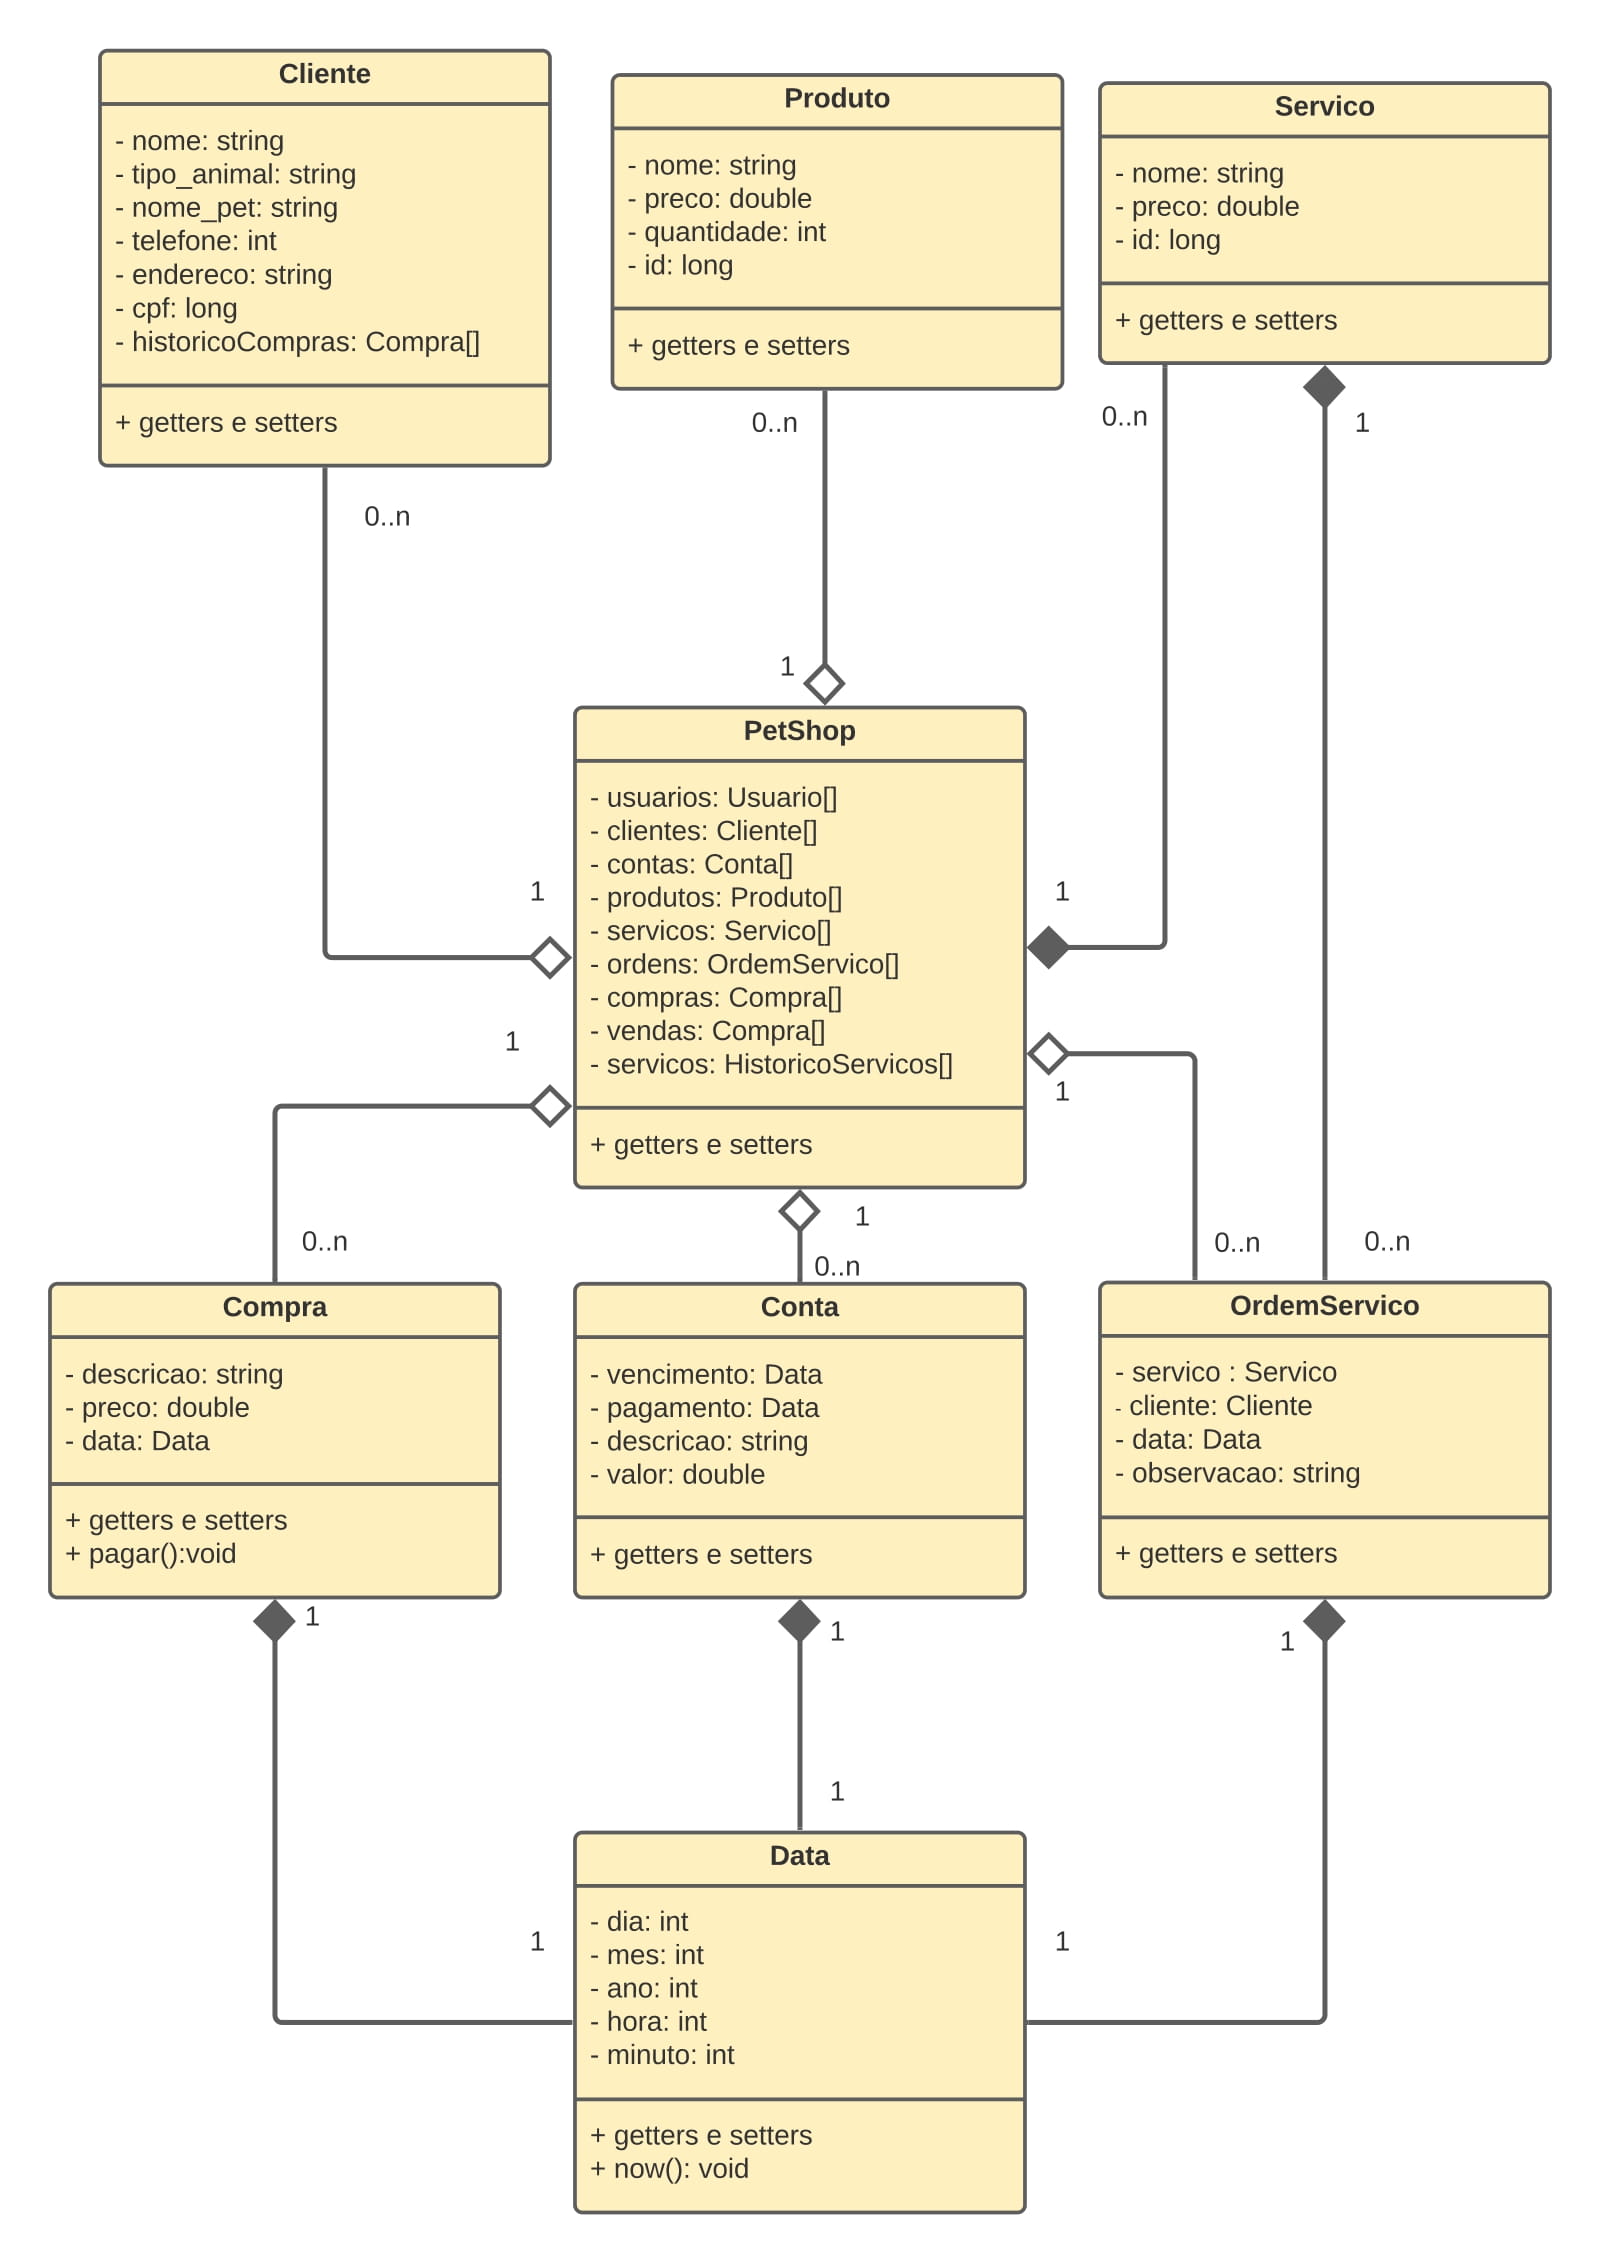 Cliente
- nome: string
- tipo_animal: string
- nome_pet: string
- telefone: int
- endereco: string
- cpf: long
- historicoCompras: Compra[]
+ getters e setters
Produto
- nome: string
- preco: double
- quantidade: int
- id: long
+ getters e setters
Servico
- nome: string
- preco: double
- id: long
+ getters e setters
0..n
0..n
0..n
1
1
PetShop
- usuarios: Usuario[]
- clientes: Cliente[]
- contas: Conta[]
- produtos: Produto[]
- servicos: Servico[]
- ordens: OrdemServico[]
- compras: Compra[]
- vendas: Compra[]
- servicos: HistoricoServicos[]
+ getters e setters
1
1
1
1
1
0..n
0..n
0..n
0..n
Compra
- descricao: string
- preco: double
- data: Data
+ getters e setters
+ pagar():void
Conta
- vencimento: Data
- pagamento: Data
- descricao: string
- valor: double
+ getters e setters
OrdemServico
- servico : Servico
- cliente: Cliente
- data: Data
- observacao: string
+ getters e setters
1
1
1
1
1
1
Data
- dia: int
- mes: int
- ano: int
- hora: int
- minuto: int
+ getters e setters
+ now(): void